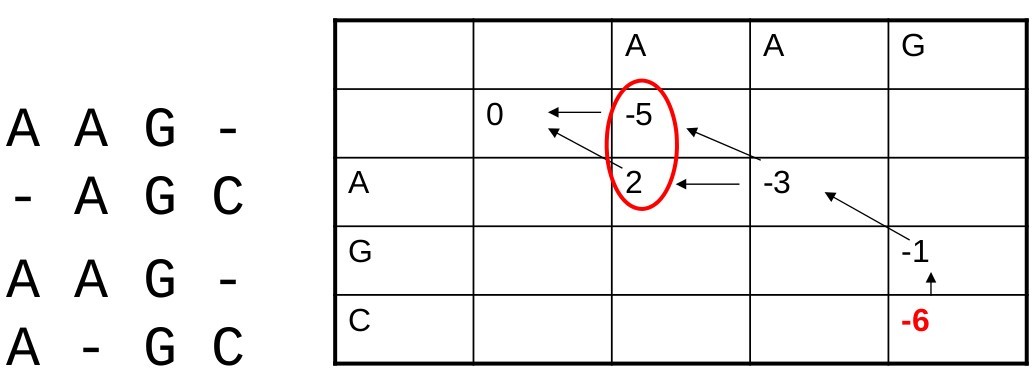 A A G -
- A G C
A A G -
A - G C
A A G
0 -5
A 2 -3
G -1
C -6